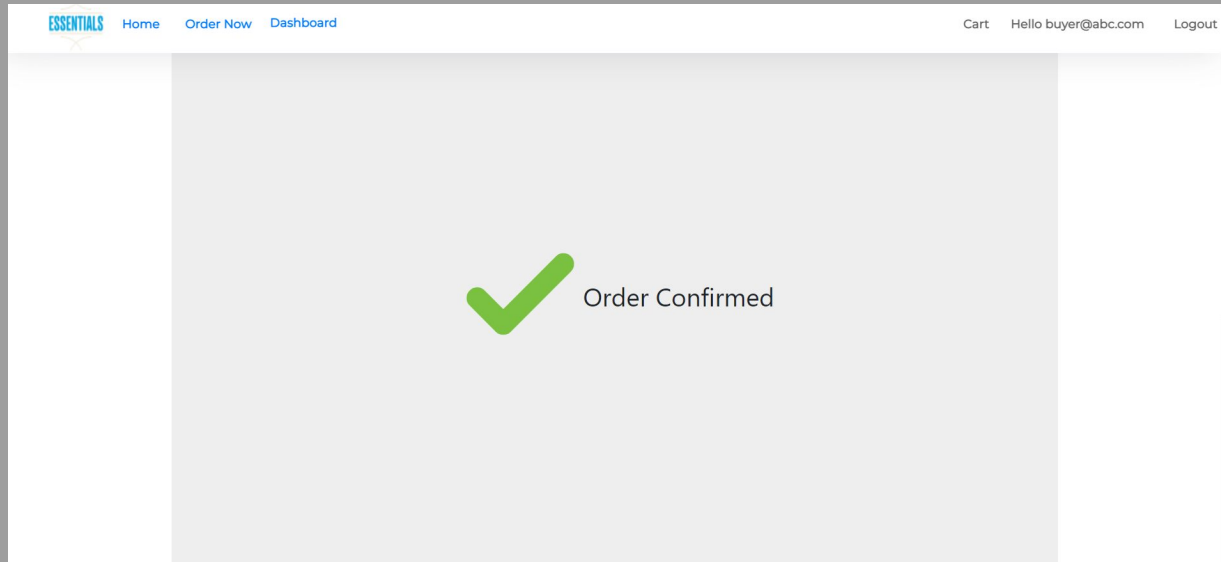 ESSENTIALS Home Order Now Dashboard Cart Hello buyer@abc.com Logout
Order Confirmed